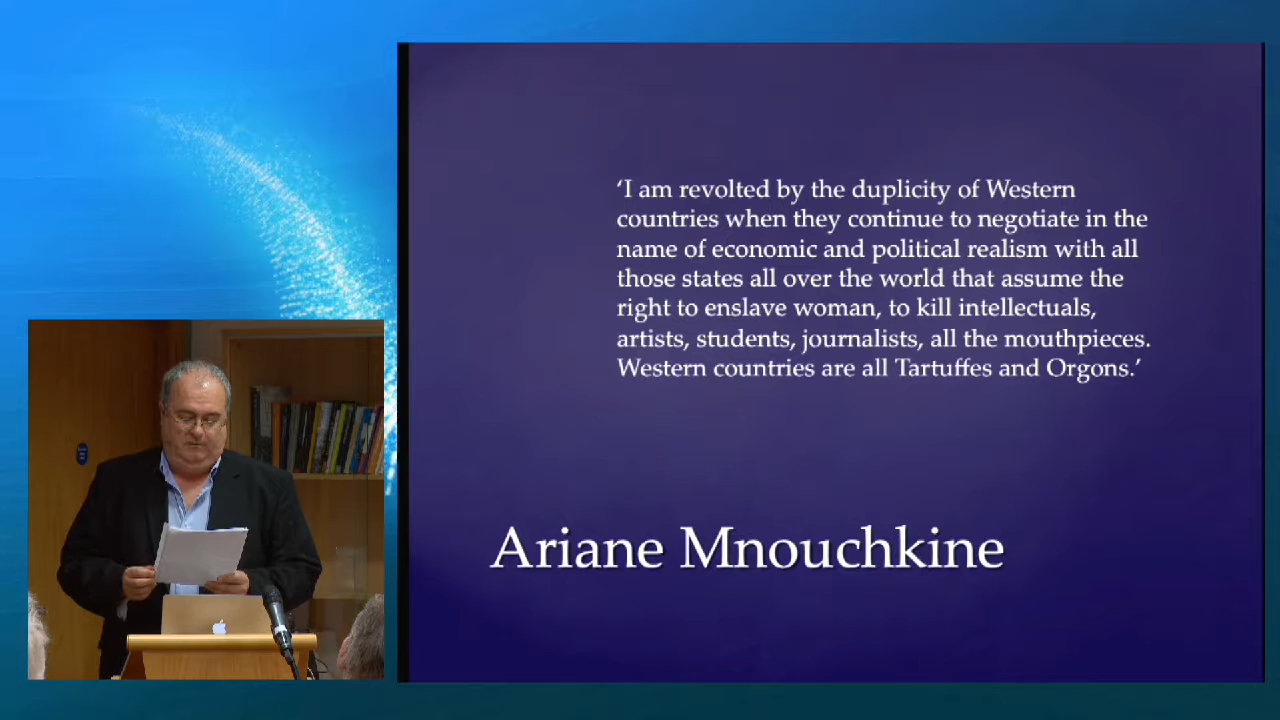 ‘I am revolted by the duplicity of Western
countries when they continue to negotiate in the
name of economic and political realism with all
those states all over the world that assume the
right to enslave woman, to kill intellectuals,
artists, students, journalists, all the mouthpieces.
Western countries are all Tartuffes and Orgons.’
Ariane Mnouchkine